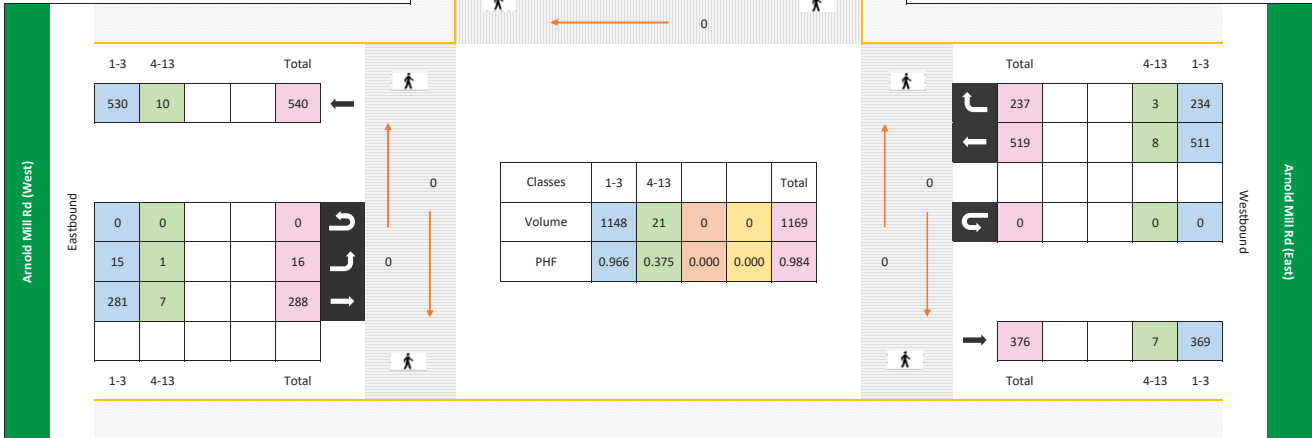 0
1-3 4-13 Total
530 10 540
Total 4-13 1-3
237 3 234
519 8 511
0 0 0
Arnold Mill Rd (West)
Eastbound
0 0 0
15 1 16
281 7 288
1-3 4-13 Total
0
0
Classes 1-3 4-13 Total
Volume 1148 21 0 0 1169
PHF 0.966 0.375 0.000 0.000 0.984
0
0
376 7 369
Total 4-13 1-3
Westbound
Arnold Mill Rd (East)